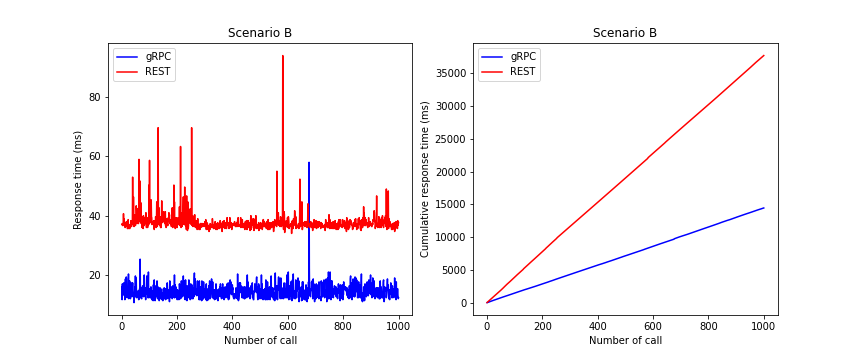 Scenario B
gRPC
REST
Response time (ms)
80
60
40
20
0
200
400
600
800
1000
Number of call
Scenario B
gRPC
REST
Cumulative response time (ms)
35000
30000
25000
20000
15000
10000
5000
0
0
200
400
600
800
1000
Number of call